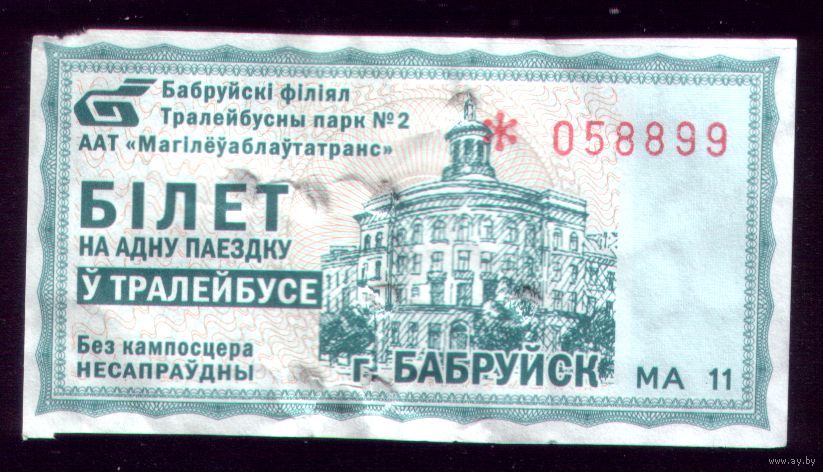 Бабруйскі філіял
Тралейбусны парк №2
ААТ «Магілёўаблаўтатранс»
* 058899
БІЛЕТ
НА АДНУ ПАЕЗДКУ
Ў ТРАЛЕЙБУСЕ
Без кампосцера
НЕСАПРАЎДНЫ
г. БАБРУЙСК
МА 11
www.ay.by